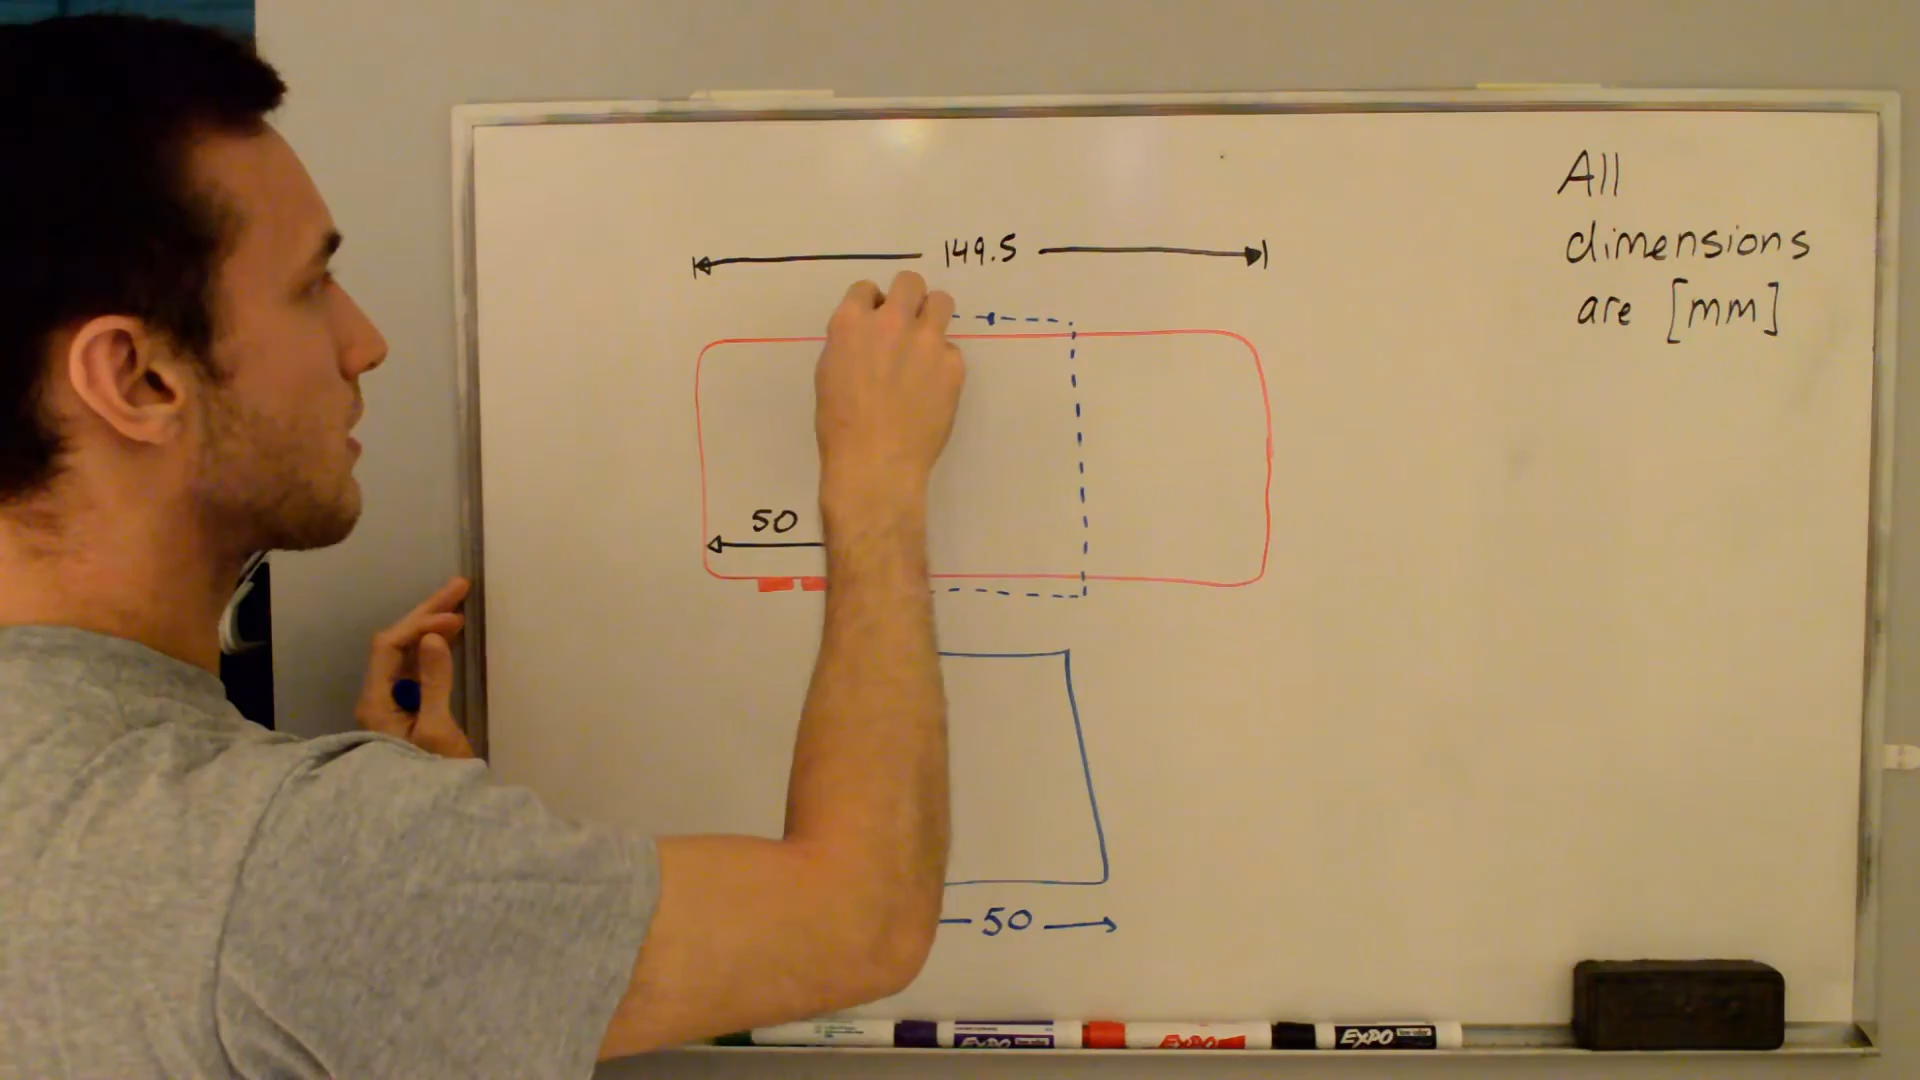 All
dimensions
are [mm]
149.5
50
50
EXPO
EXPO
EXPO